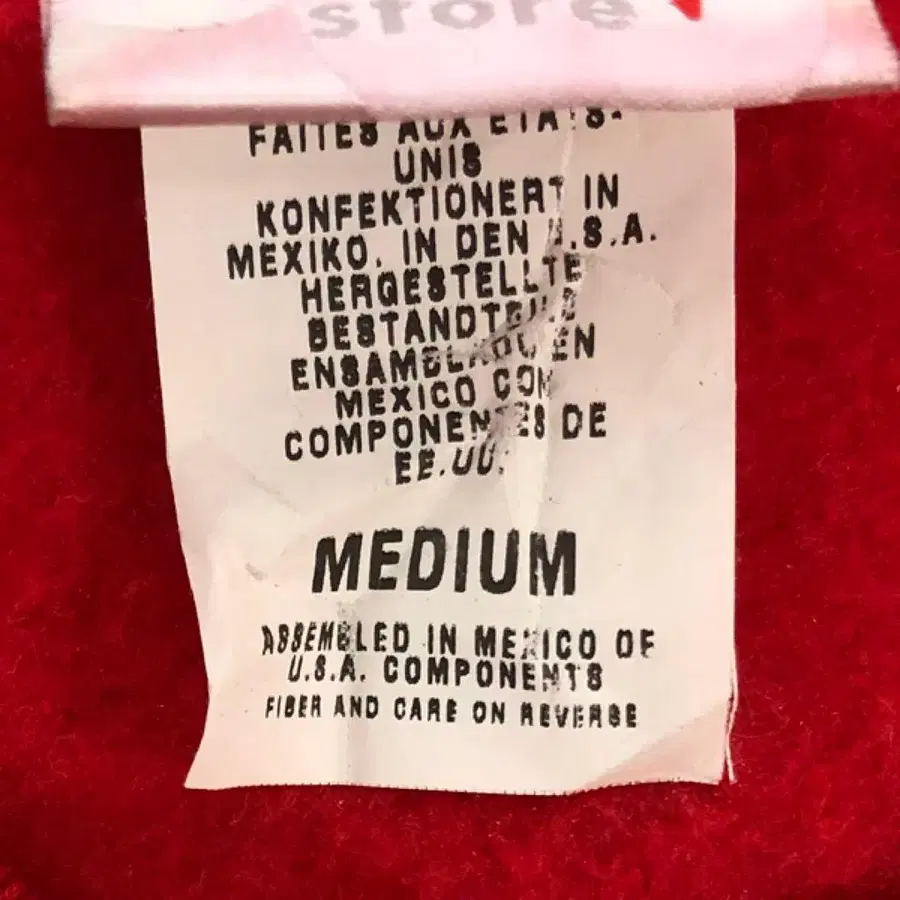 store
FAITES AUX ETATS-
UNIS
KONFEKTIONERT IN
MEXIKO. IN DEN U.S.A.
HERGESTELLTE
BESTANDTEILE
ENSAMBLADO EN
MEXICO CON
COMPONENTES DE
EE.UU.
MEDIUM
ASSEMBLED IN MEXICO OF
U.S.A. COMPONENTS
FIBER AND CARE ON REVERSE